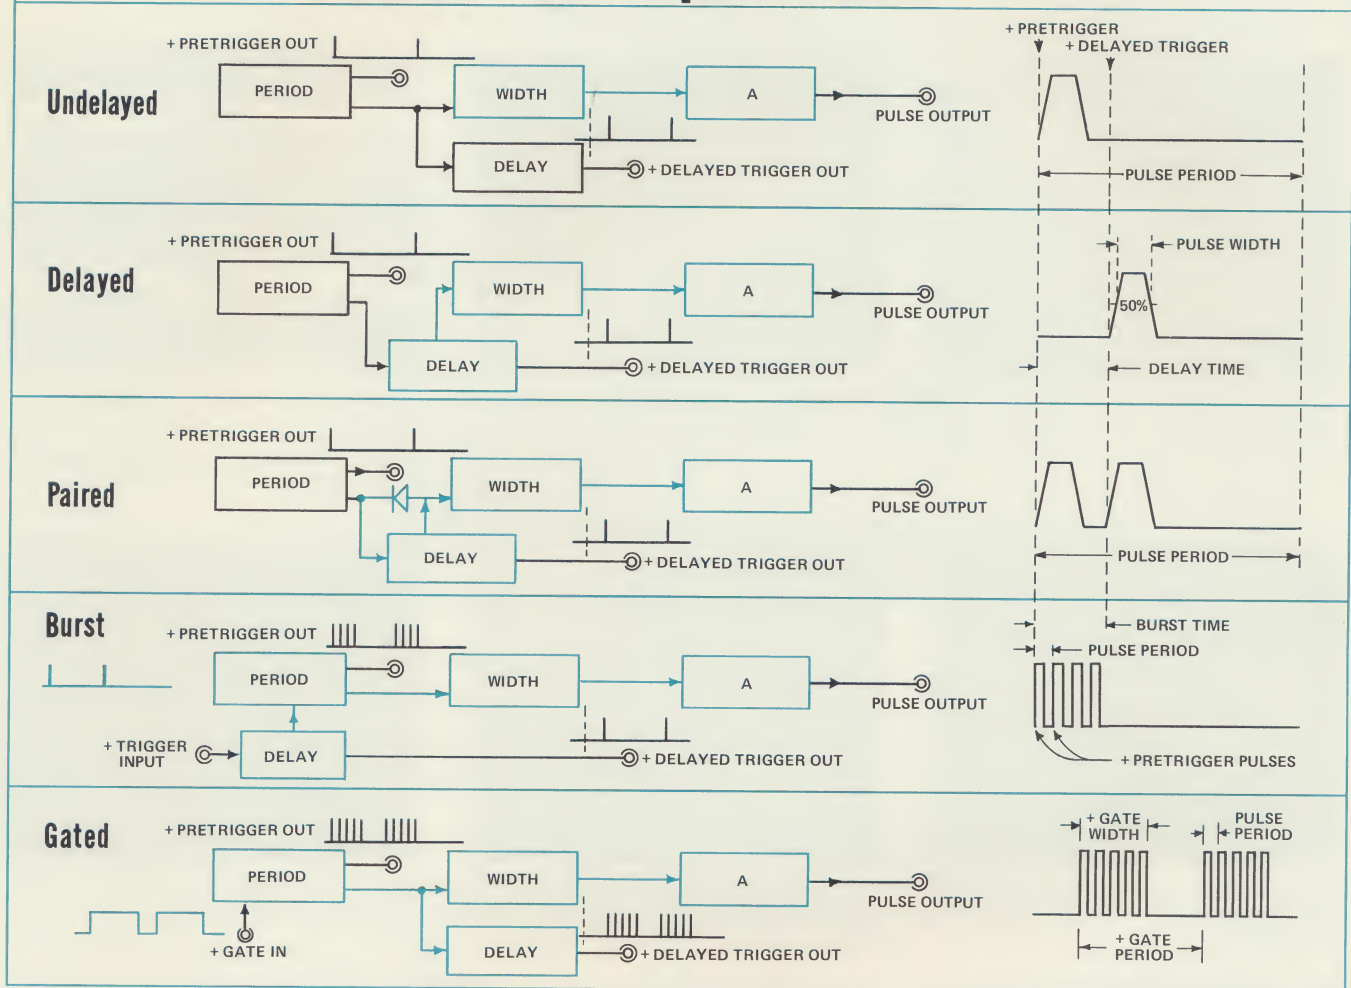 Undelayed
+ PRETRIGGER OUT
PERIOD
WIDTH
A
PULSE OUTPUT
DELAY
+ DELAYED TRIGGER OUT
+ PRETRIGGER
+ DELAYED TRIGGER
PULSE PERIOD
Delayed
+ PRETRIGGER OUT
PERIOD
WIDTH
A
PULSE OUTPUT
DELAY
+ DELAYED TRIGGER OUT
PULSE WIDTH
50%
DELAY TIME
Paired
+ PRETRIGGER OUT
PERIOD
WIDTH
A
PULSE OUTPUT
DELAY
+ DELAYED TRIGGER OUT
PULSE PERIOD
Burst
+ PRETRIGGER OUT
PERIOD
WIDTH
A
PULSE OUTPUT
+ TRIGGER
INPUT
DELAY
+ DELAYED TRIGGER OUT
BURST TIME
PULSE PERIOD
+ PRETRIGGER PULSES
Gated
+ PRETRIGGER OUT
PERIOD
WIDTH
A
PULSE OUTPUT
+ GATE IN
DELAY
+ DELAYED TRIGGER OUT
+ GATE
WIDTH
PULSE
PERIOD
+ GATE
PERIOD